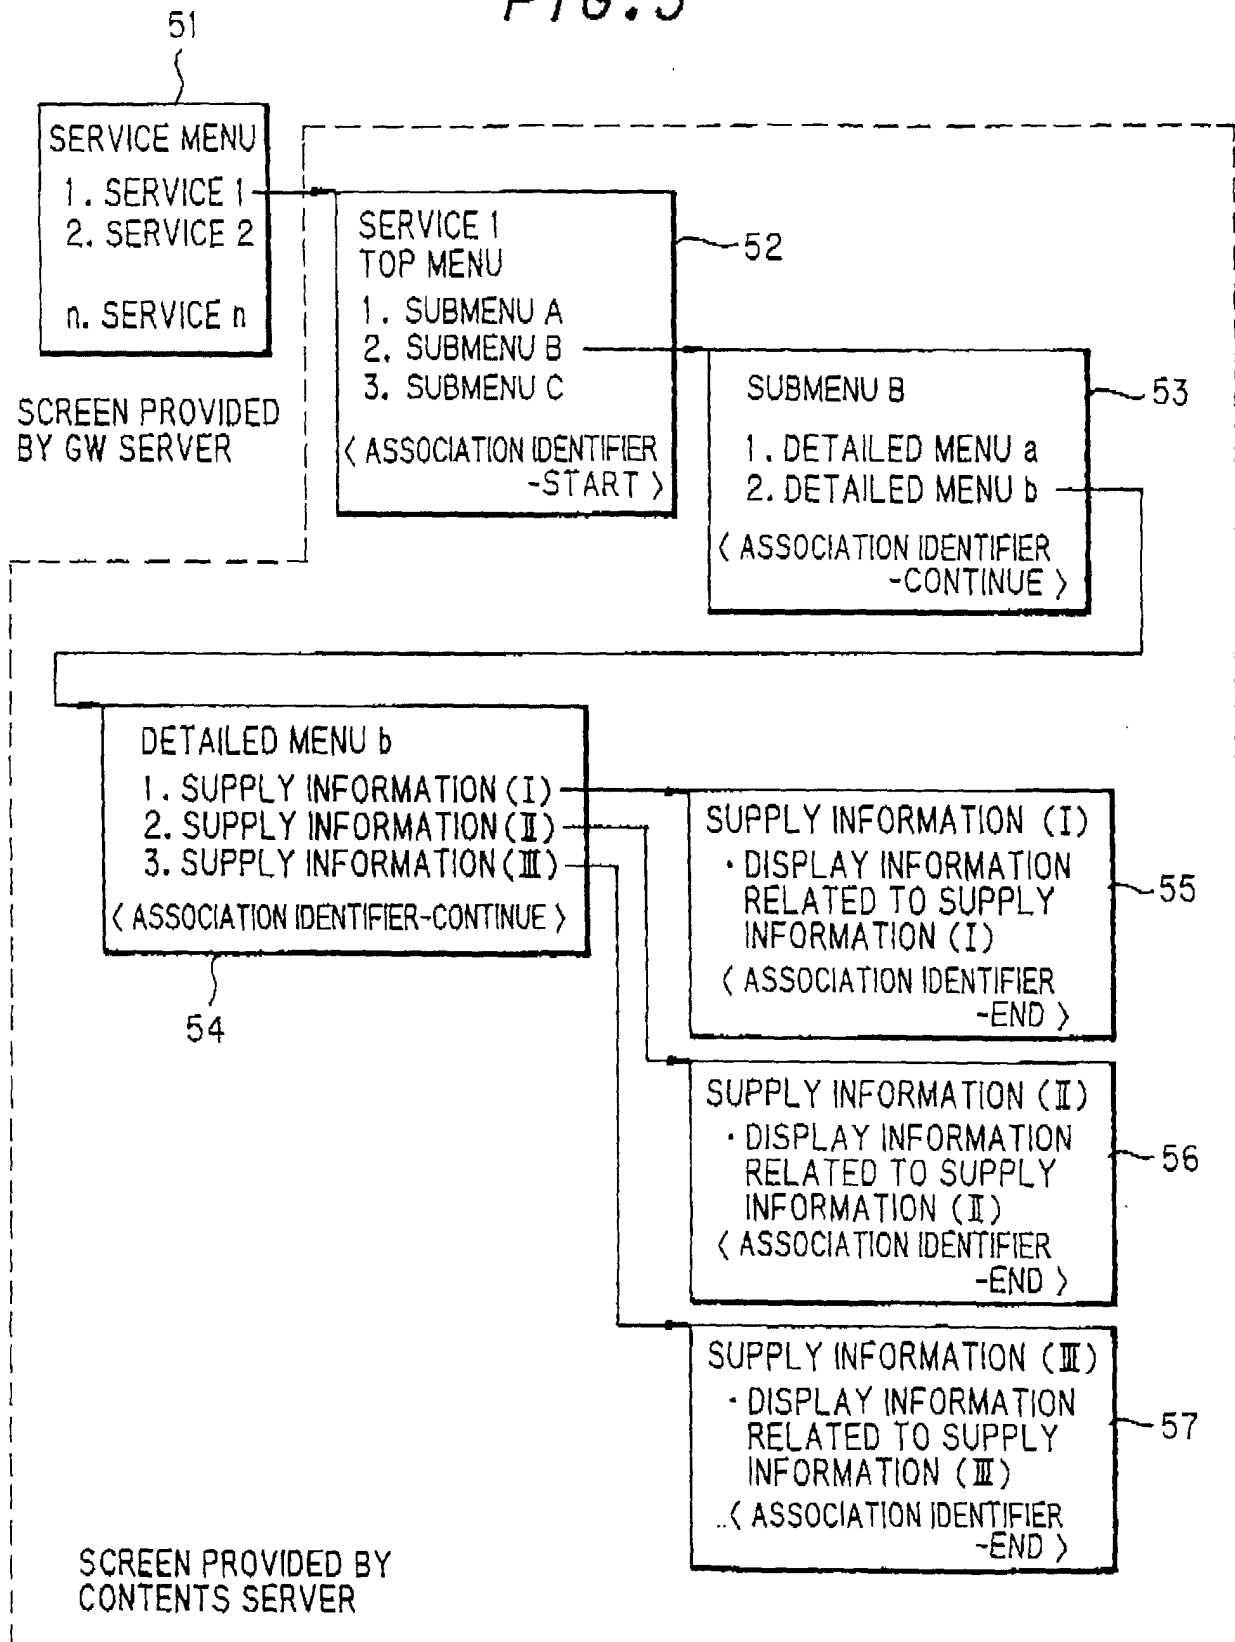 FIG. 5
51
SERVICE MENU
1. SERVICE 1
2. SERVICE 2
n. SERVICE n
SCREEN PROVIDED
BY GW SERVER
SERVICE 1
TOP MENU
1. SUBMENU A
2. SUBMENU B
3. SUBMENU C
〈 ASSOCIATION IDENTIFIER
-START 〉
52
SUBMENU B
1. DETAILED MENU a
2. DETAILED MENU b
〈 ASSOCIATION IDENTIFIER
-CONTINUE 〉
53
DETAILED MENU b
1. SUPPLY INFORMATION (I)
2. SUPPLY INFORMATION (II)
3. SUPPLY INFORMATION (III)
〈 ASSOCIATION IDENTIFIER-CONTINUE 〉
54
SUPPLY INFORMATION (I)
· DISPLAY INFORMATION
RELATED TO SUPPLY
INFORMATION (I)
〈 ASSOCIATION IDENTIFIER
-END 〉
55
SUPPLY INFORMATION (II)
· DISPLAY INFORMATION
RELATED TO SUPPLY
INFORMATION (II)
〈 ASSOCIATION IDENTIFIER
-END 〉
56
SUPPLY INFORMATION (III)
· DISPLAY INFORMATION
RELATED TO SUPPLY
INFORMATION (III)
〈 ASSOCIATION IDENTIFIER
-END 〉
57
SCREEN PROVIDED BY
CONTENTS SERVER